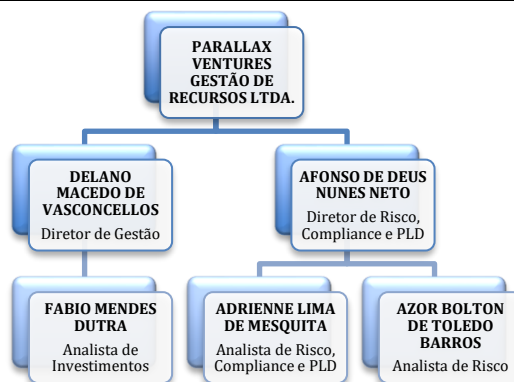 PARALLAX
VENTURES
GESTÃO DE
RECURSOS LTDA.
DELANO
MACEDO DE
VASCONCELLOS
Diretor de Gestão
AFONSO DE DEUS
NUNES NETO
Diretor de Risco,
Compliance e PLD
FABIO MENDES
DUTRA
Analista de
Investimentos
ADRIENNE LIMA
DE MESQUITA
Analista de Risco,
Compliance e PLD
AZOR BOLTON
DE TOLEDO
BARROS
Analista de Risco